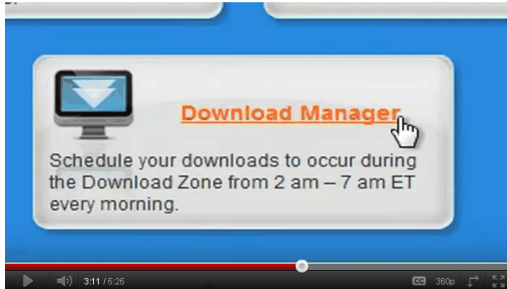 Download Manager
Schedule your downloads to occur during
the Download Zone from 2 am – 7 am ET
every morning.
3:11 / 5:25
CC
360p